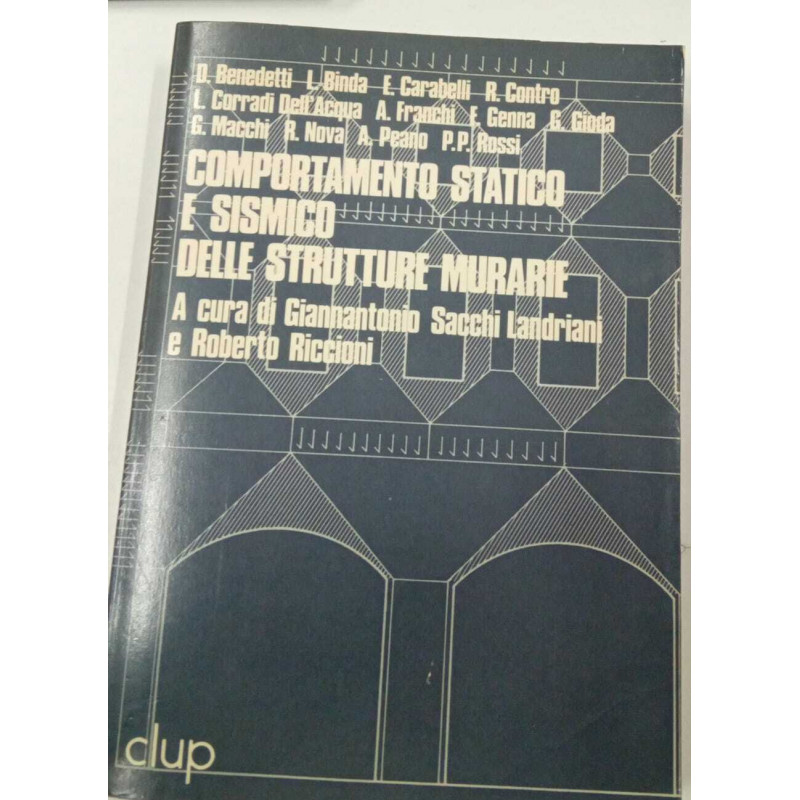 D. Benedetti L. Binda E. Carabelli R. Contro
L. Corradi Dell'Acqua A. Franchi F. Genna G. Gioda
G. Macchi R. Nova A. Peano P.P. Rossi
COMPORTAMENTO STATICO
E SISMICO
DELLE STRUTTURE MURARIE
A cura di Giannantonio Sacchi Landriani
e Roberto Riccioni
clup